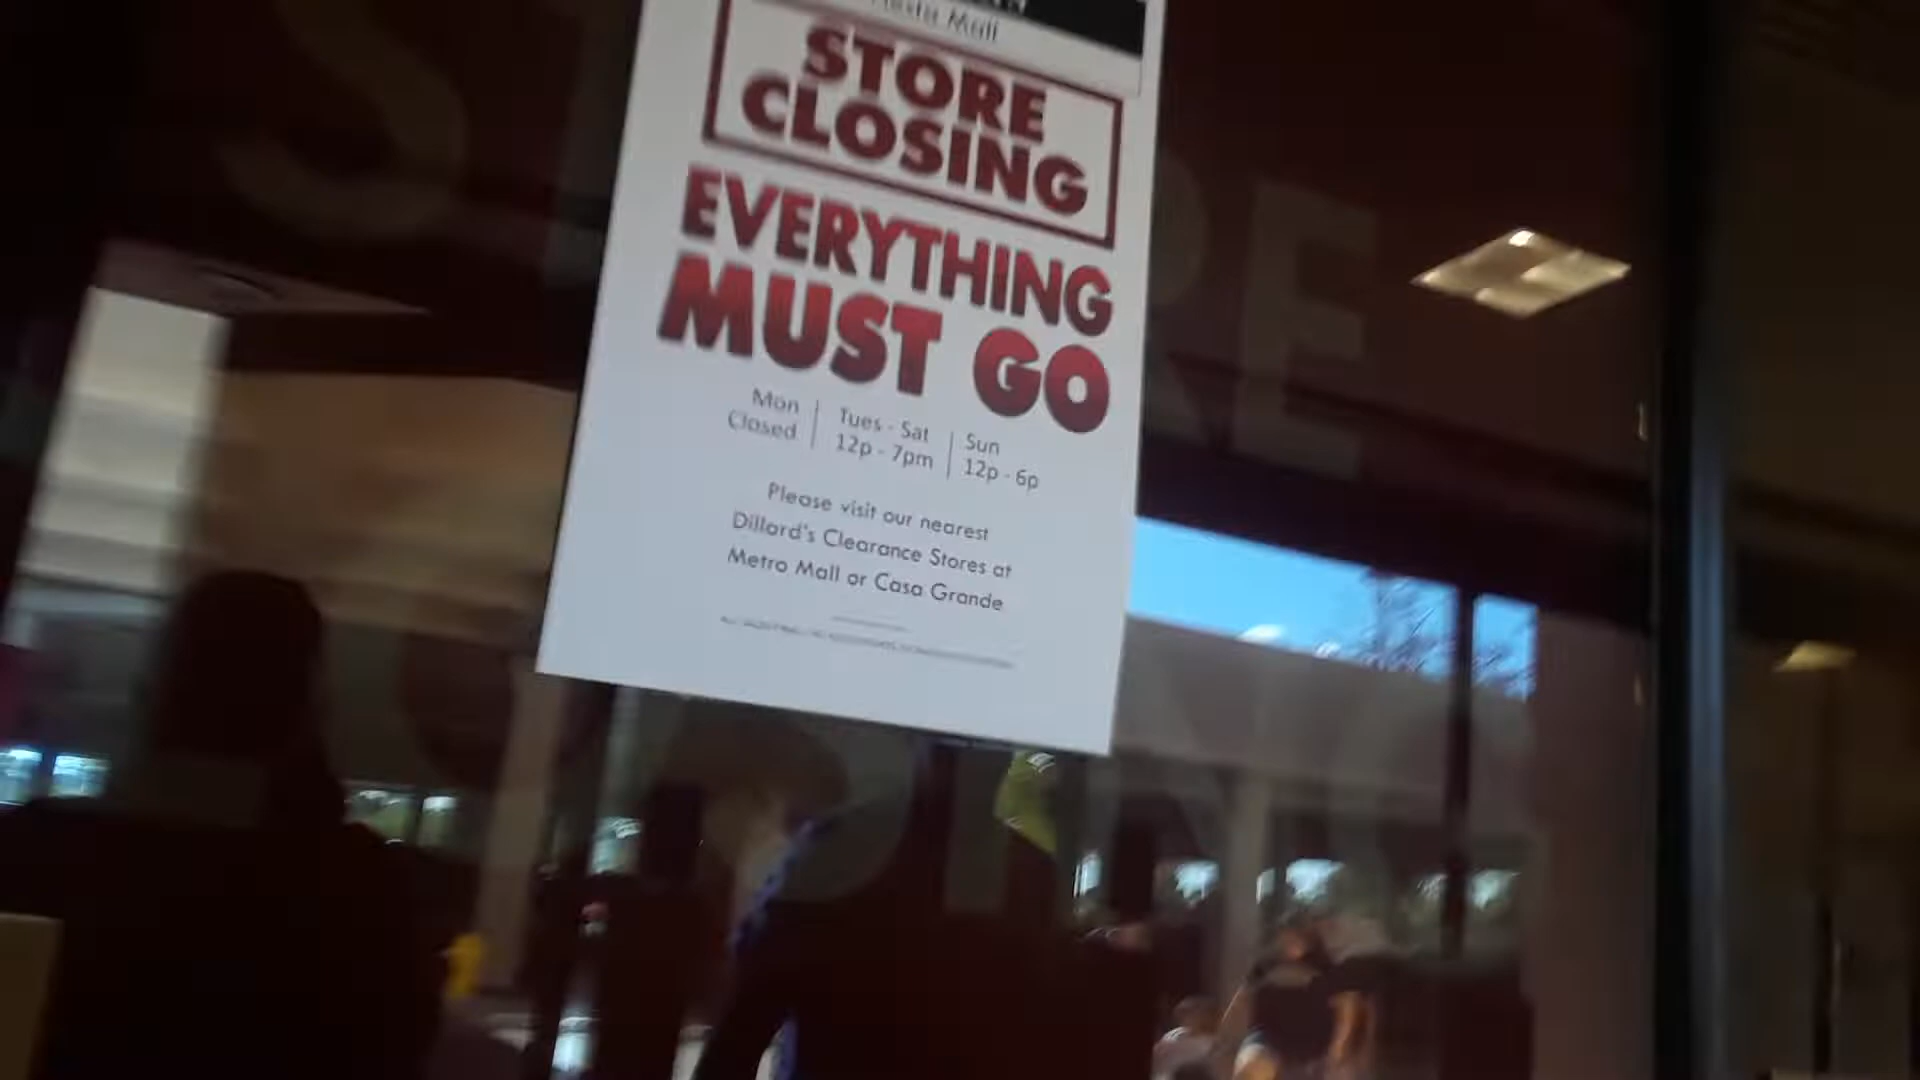 Mall
STORE
CLOSING
EVERYTHING
MUST GO
Mon
Closed
Tues - Sat
12p - 7pm
Sun
12p - 6p
Please visit our nearest
Dillard's Clearance Stores at
Metro Mall or Casa Grande